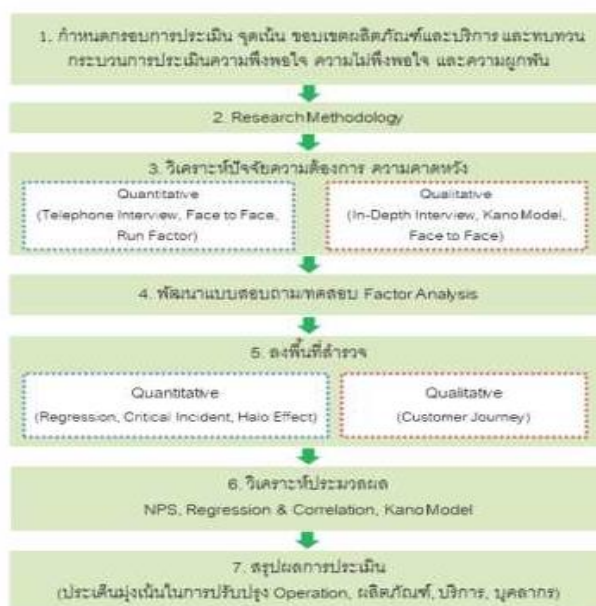 1. กำหนดกรอบการประเมิน จุดเน้น ขอบเขตผลิตภัณฑ์และบริการ และทบทวน
กระบวนการประเมินความพึงพอใจ ความไม่พึงพอใจ และความผูกพัน
2. Research Methodology
3. วิเคราะห์ปัจจัยความต้องการ ความคาดหวัง
Quantitative
(Telephone Interview, Face to Face,
Run Factor)
Qualitative
(In-Depth Interview, Kano Model,
Face to Face)
4. พัฒนาแบบสอบถาม/ทดสอบ Factor Analysis
5. ลงพื้นที่สำรวจ
Quantitative
(Regression, Critical Incident, Halo Effect)
Qualitative
(Customer Journey)
6. วิเคราะห์ประมวลผล
NPS, Regression & Correlation, Kano Model
7. สรุปผลการประเมิน
(ประเด็นมุ่งเน้นในการปรับปรุง Operation, ผลิตภัณฑ์, บริการ, บุคลากร)